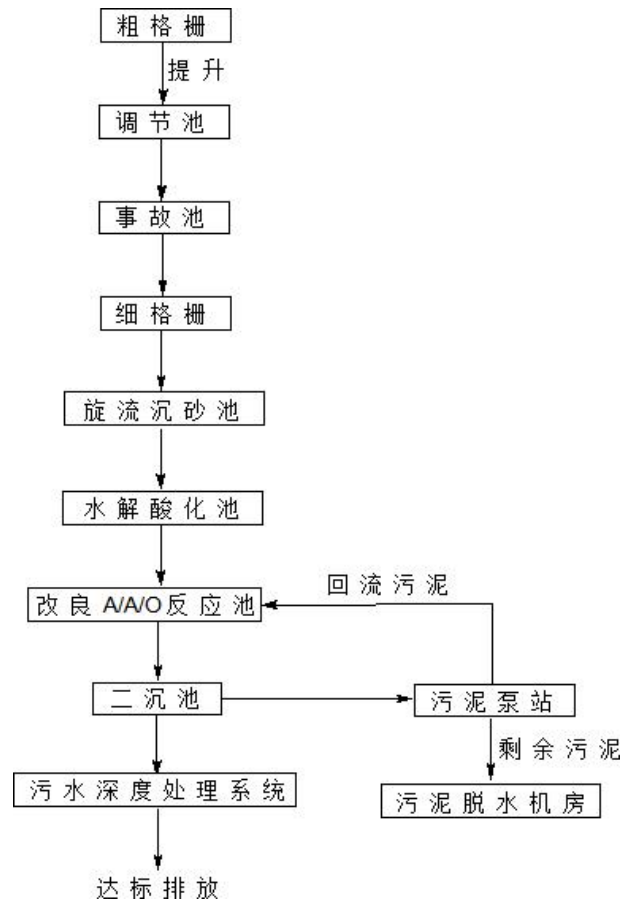 粗格栅
提升
调节池
事故池
细格栅
旋流沉砂池
水解酸化池
回流污泥
改良A/A/O反应池
二沉池
污泥泵站
剩余污泥
污水深度处理系统
污泥脱水机房
达标排放